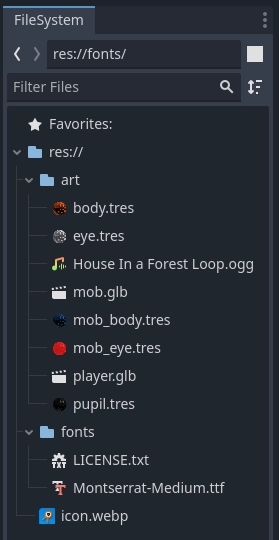 FileSystem
res://fonts/
Filter Files
Favorites:
res://
art
body.tres
eye.tres
House In a Forest Loop.ogg
mob.glb
mob_body.tres
mob_eye.tres
player.glb
pupil.tres
fonts
LICENSE.txt
Montserrat-Medium.ttf
icon.webp